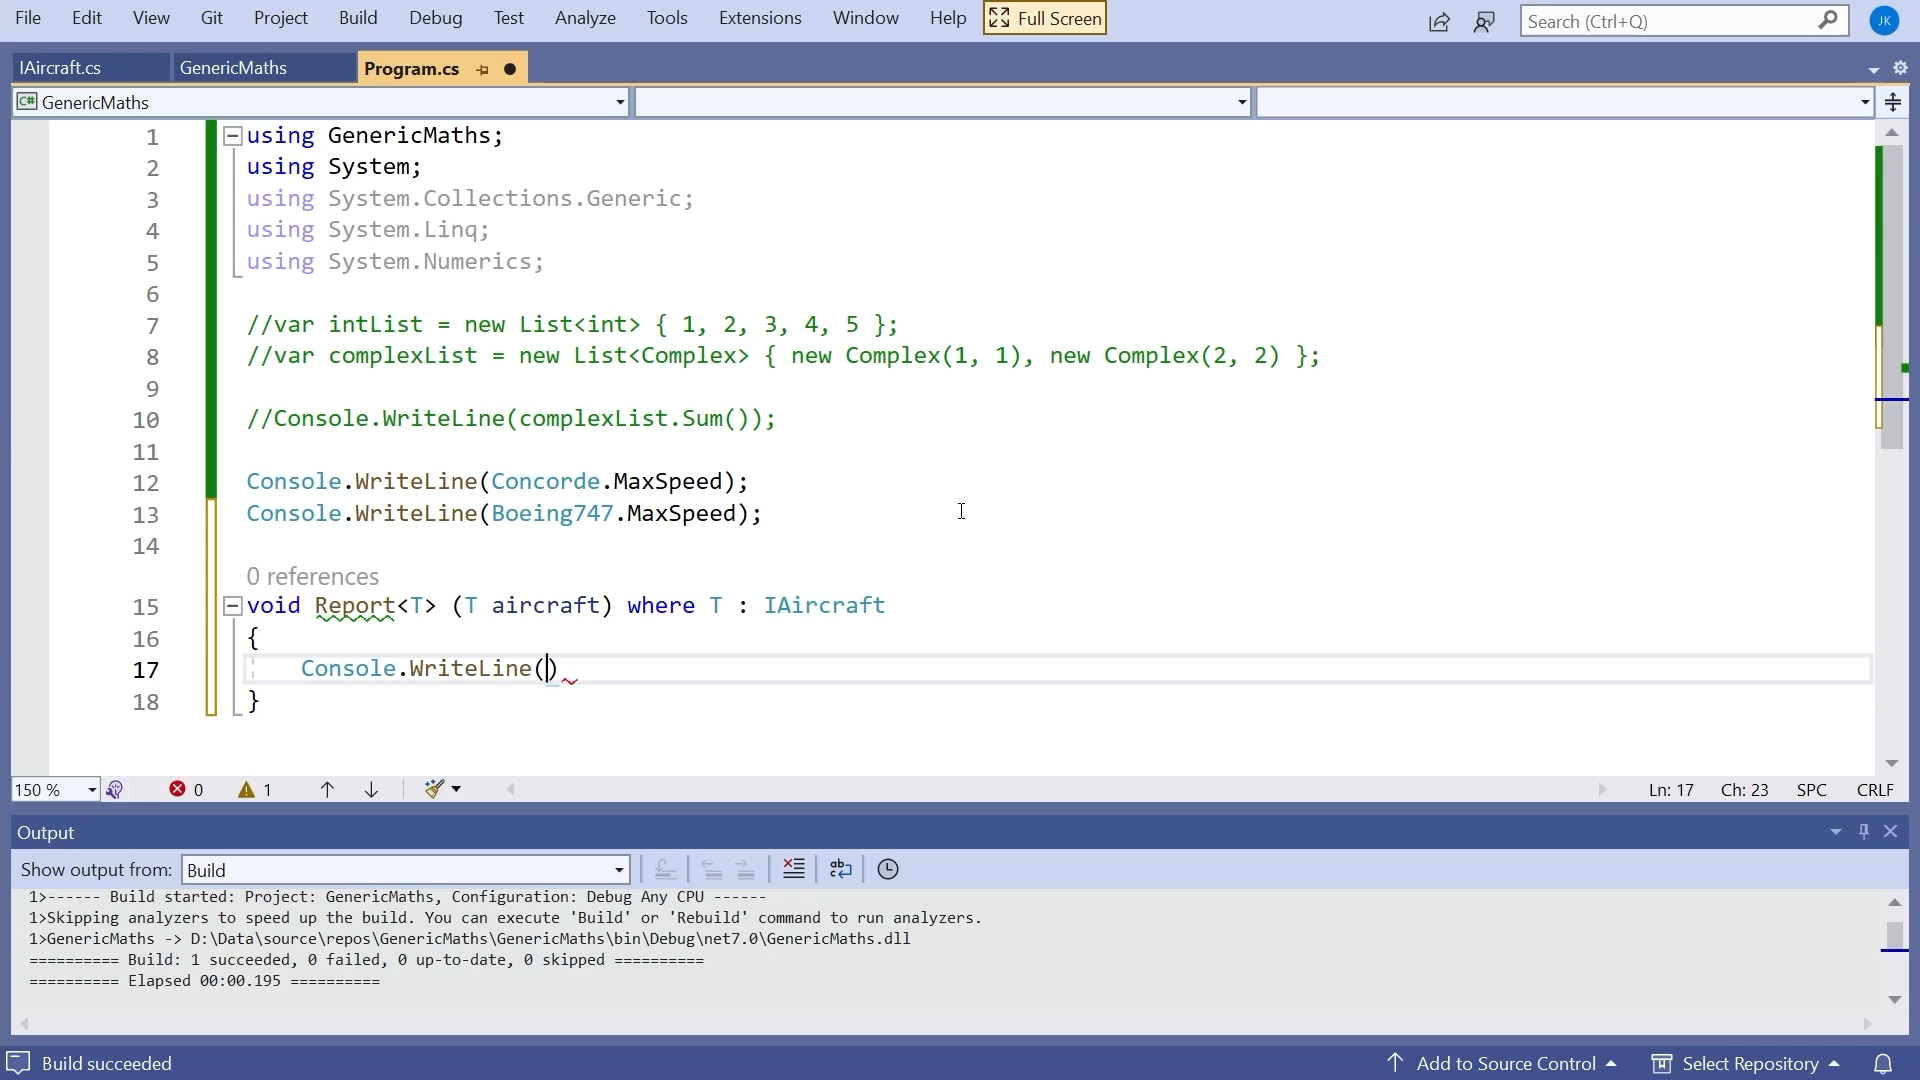 File Edit View Git Project Build Debug Test Analyze Tools Extensions Window Help Full Screen Search (Ctrl+Q) JK
IAircraft.cs GenericMaths Program.cs
C# GenericMaths
1 using GenericMaths;
2 using System;
3 using System.Collections.Generic;
4 using System.Linq;
5 using System.Numerics;
6
7 //var intList = new List<int> { 1, 2, 3, 4, 5 };
8 //var complexList = new List<Complex> { new Complex(1, 1), new Complex(2, 2) };
9
10 //Console.WriteLine(complexList.Sum());
11
12 Console.WriteLine(Concorde.MaxSpeed);
13 Console.WriteLine(Boeing747.MaxSpeed);
14
0 references
15 void Report<T> (T aircraft) where T : IAircraft
16 {
17 Console.WriteLine()
18 }
150 % 0 1 Ln: 17 Ch: 23 SPC CRLF
Output
Show output from: Build
1>------ Build started: Project: GenericMaths, Configuration: Debug Any CPU ------
1>Skipping analyzers to speed up the build. You can execute 'Build' or 'Rebuild' command to run analyzers.
1>GenericMaths -> D:\Data\source\repos\GenericMaths\GenericMaths\bin\Debug\net7.0\GenericMaths.dll
========== Build: 1 succeeded, 0 failed, 0 up-to-date, 0 skipped ==========
========== Elapsed 00:00.195 ==========
Build succeeded Add to Source Control Select Repository